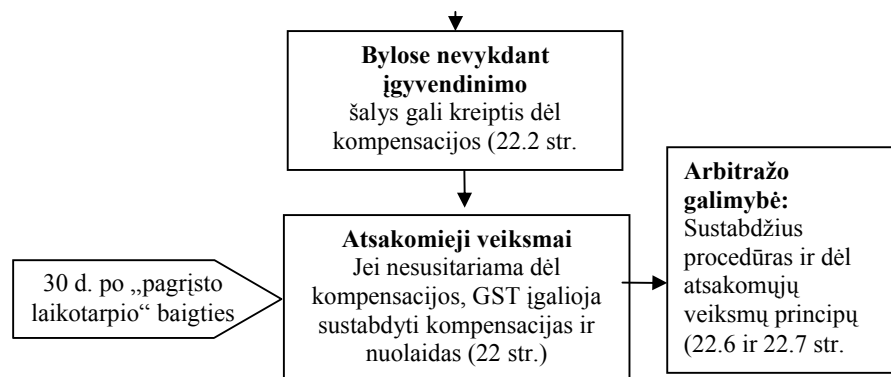 Bylose nevykdant
įgyvendinimo
šalys gali kreiptis dėl
kompensacijos (22.2 str.
Arbitražo
galimybė:
Sustabdžius
procedūras ir dėl
atsakomųjų
veiksmų principų
(22.6 ir 22.7 str.
Atsakomieji veiksmai
Jei nesusitariama dėl
kompensacijos, GST įgalioja
sustabdyti kompensacijas ir
nuolaidas (22 str.)
30 d. po „pagrįsto
laikotarpio“ baigties